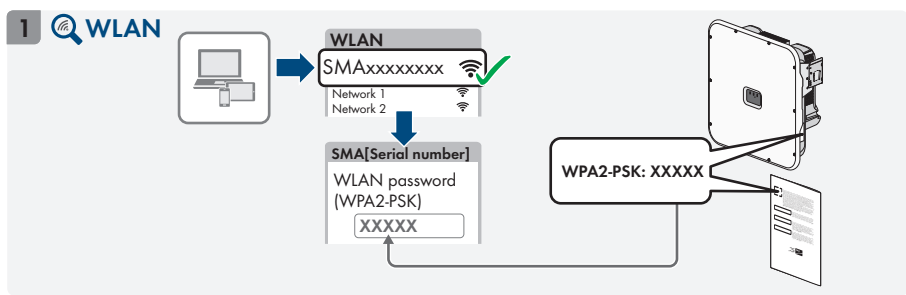 1 WLAN
WLAN
SMAxxxxxxxx
Network 1
Network 2
SMA[Serial number]
WLAN password
(WPA2-PSK)
XXXXX
WPA2-PSK: XXXXX